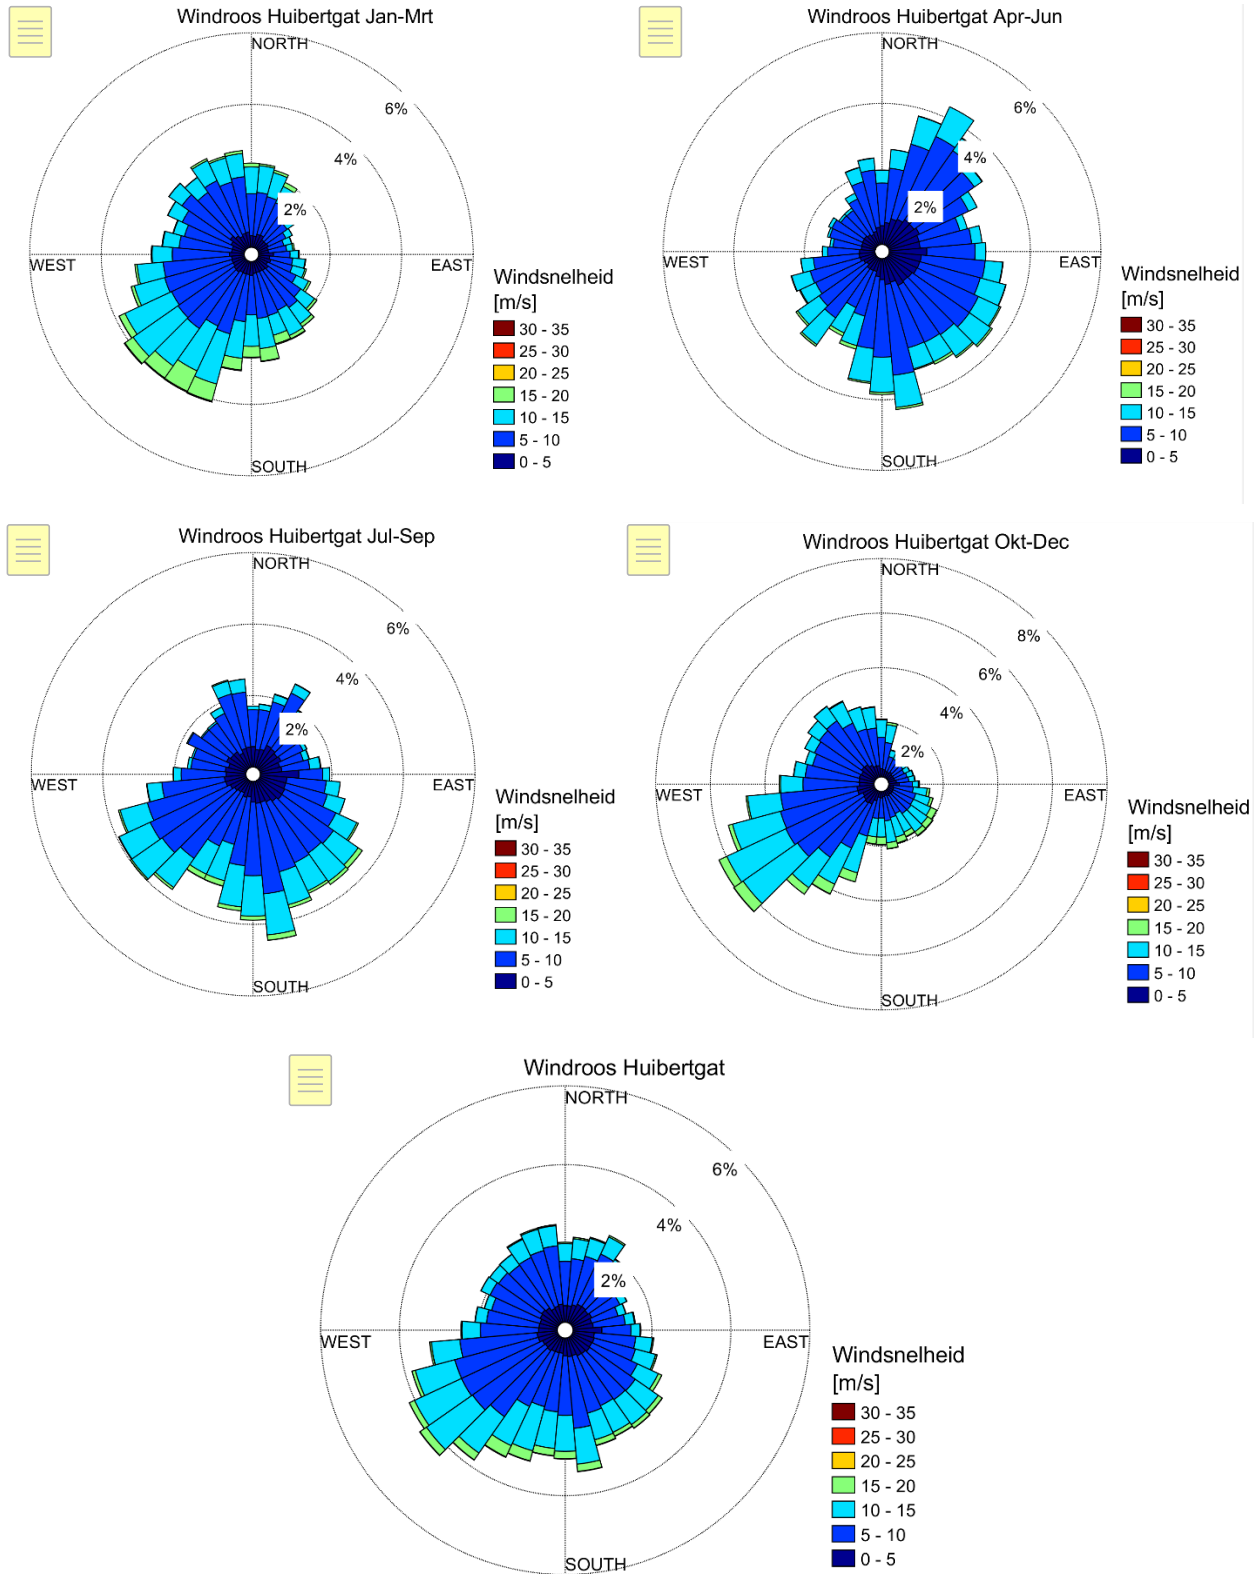 Windroos Huibertgat Jan-Mrt
NORTH
6%
4%
2%
WEST
EAST
SOUTH
Windsnelheid
[m/s]
30 - 35
25 - 30
20 - 25
15 - 20
10 - 15
5 - 10
0 - 5
Windroos Huibertgat Apr-Jun
NORTH
6%
4%
2%
WEST
EAST
SOUTH
Windsnelheid
[m/s]
30 - 35
25 - 30
20 - 25
15 - 20
10 - 15
5 - 10
0 - 5
Windroos Huibertgat Jul-Sep
NORTH
6%
4%
2%
WEST
EAST
SOUTH
Windsnelheid
[m/s]
30 - 35
25 - 30
20 - 25
15 - 20
10 - 15
5 - 10
0 - 5
Windroos Huibertgat Okt-Dec
NORTH
8%
6%
4%
2%
WEST
EAST
SOUTH
Windsnelheid
[m/s]
30 - 35
25 - 30
20 - 25
15 - 20
10 - 15
5 - 10
0 - 5
Windroos Huibertgat
NORTH
6%
4%
2%
WEST
EAST
SOUTH
Windsnelheid
[m/s]
30 - 35
25 - 30
20 - 25
15 - 20
10 - 15
5 - 10
0 - 5